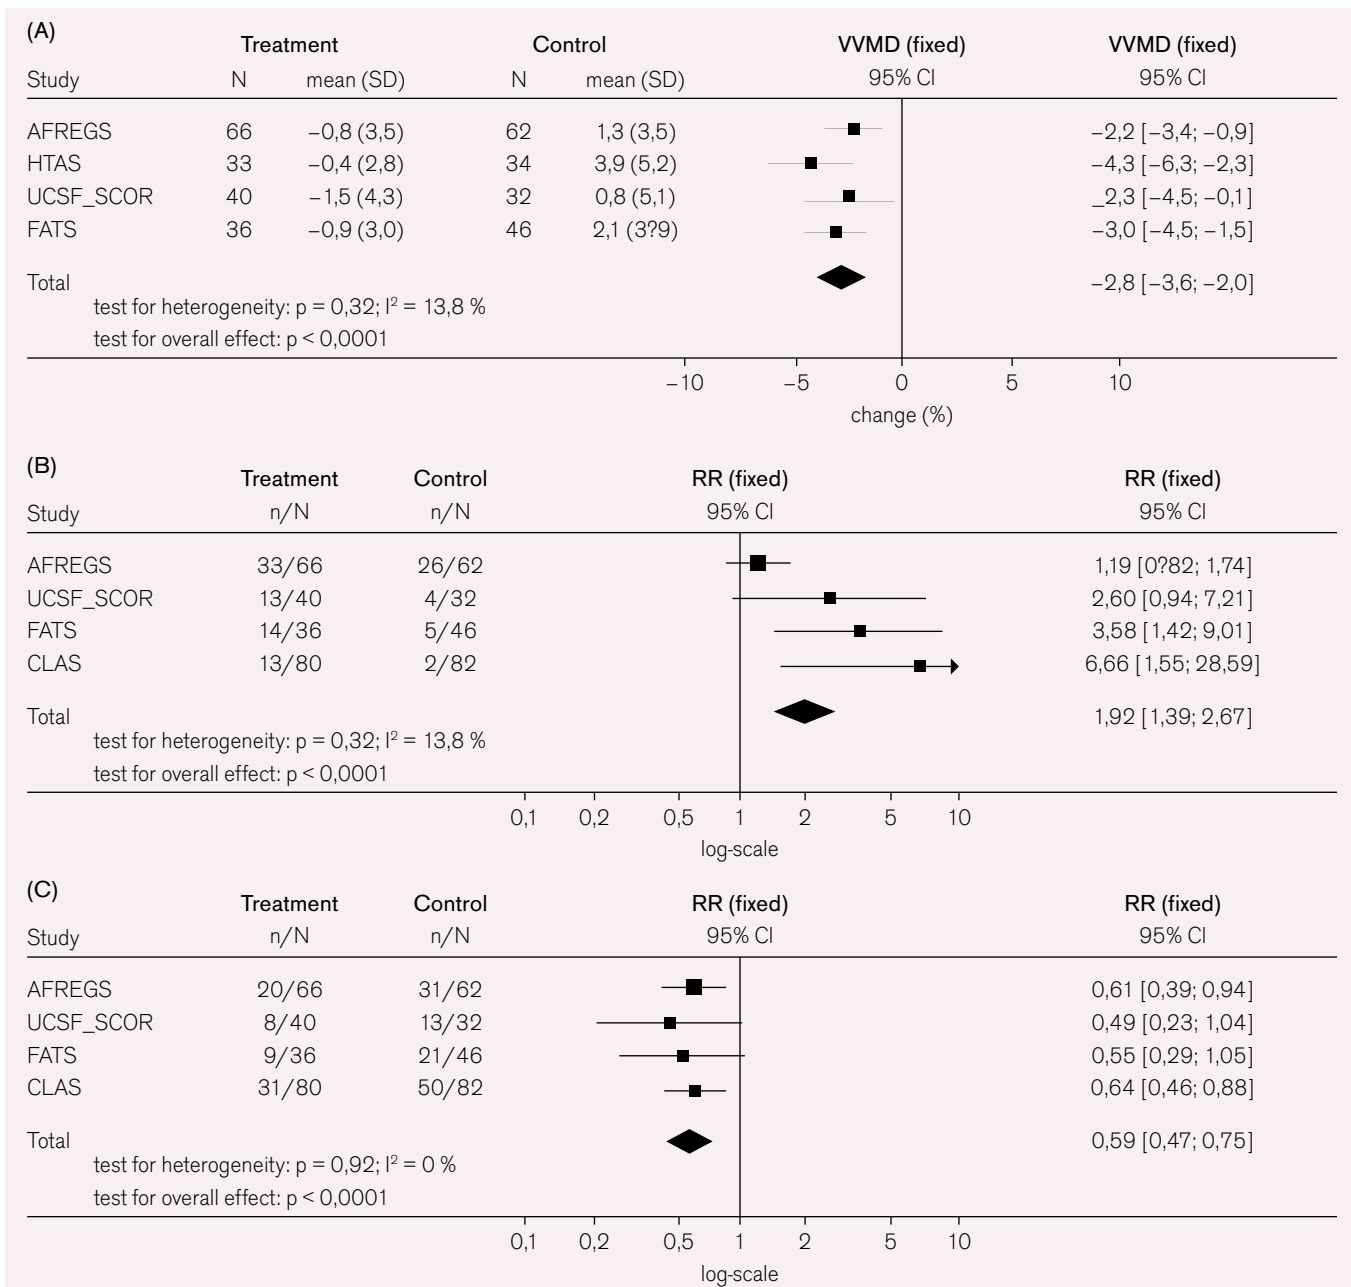 (A)
Treatment Control VVMD (fixed) VVMD (fixed)
Study N mean (SD) N mean (SD) 95% CI 95% CI
AFREGS 66 −0,8 (3,5) 62 1,3 (3,5) −2,2 [−3,4; −0,9]
HTAS 33 −0,4 (2,8) 34 3,9 (5,2) −4,3 [−6,3; −2,3]
UCSF_SCOR 40 −1,5 (4,3) 32 0,8 (5,1) _2,3 [−4,5; −0,1]
FATS 36 −0,9 (3,0) 46 2,1 (3?9) −3,0 [−4,5; −1,5]
Total −2,8 [−3,6; −2,0]
test for heterogeneity: p = 0,32; I² = 13,8 %
test for overall effect: p < 0,0001
−10 −5 0 5 10
change (%)
(B)
Treatment Control RR (fixed) RR (fixed)
Study n/N n/N 95% CI 95% CI
AFREGS 33/66 26/62 1,19 [0?82; 1,74]
UCSF_SCOR 13/40 4/32 2,60 [0,94; 7,21]
FATS 14/36 5/46 3,58 [1,42; 9,01]
CLAS 13/80 2/82 6,66 [1,55; 28,59]
Total 1,92 [1,39; 2,67]
test for heterogeneity: p = 0,32; I² = 13,8 %
test for overall effect: p < 0,0001
0,1 0,2 0,5 1 2 5 10
log-scale
(C)
Treatment Control RR (fixed) RR (fixed)
Study n/N n/N 95% CI 95% CI
AFREGS 20/66 31/62 0,61 [0,39; 0,94]
UCSF_SCOR 8/40 13/32 0,49 [0,23; 1,04]
FATS 9/36 21/46 0,55 [0,29; 1,05]
CLAS 31/80 50/82 0,64 [0,46; 0,88]
Total 0,59 [0,47; 0,75]
test for heterogeneity: p = 0,92; I² = 0 %
test for overall effect: p < 0,0001
0,1 0,2 0,5 1 2 5 10
log-scale